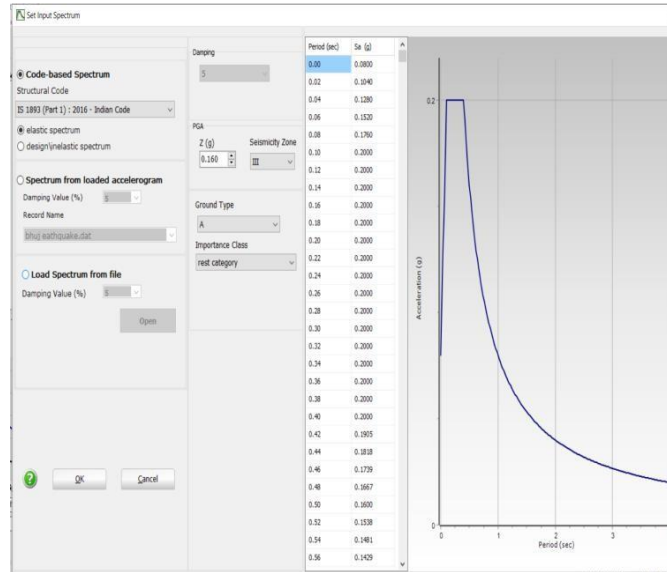 Set Input Spectrum
Code-based Spectrum
Structural Code
IS 1893 (Part 1) : 2016 - Indian Code
elastic spectrum
design\inelastic spectrum
Spectrum from loaded accelerogram
Damping Value (%) 5
Record Name
bhuj eathquake.dat
Load Spectrum from file
Damping Value (%) 5
Open
? OK Cancel
Damping
5
PGA
Z (g) Seismicity Zone
0.160 III
Ground Type
A
Importance Class
rest category
Period (sec) Sa (g)
0.00 0.0800
0.02 0.1040
0.04 0.1280
0.06 0.1520
0.08 0.1760
0.10 0.2000
0.12 0.2000
0.14 0.2000
0.16 0.2000
0.18 0.2000
0.20 0.2000
0.22 0.2000
0.24 0.2000
0.26 0.2000
0.28 0.2000
0.30 0.2000
0.32 0.2000
0.34 0.2000
0.36 0.2000
0.38 0.2000
0.40 0.2000
0.42 0.1905
0.44 0.1818
0.46 0.1739
0.48 0.1667
0.50 0.1600
0.52 0.1538
0.54 0.1481
0.56 0.1429
Acceleration (g)
0.2
0
0 1 2 3
Period (sec)